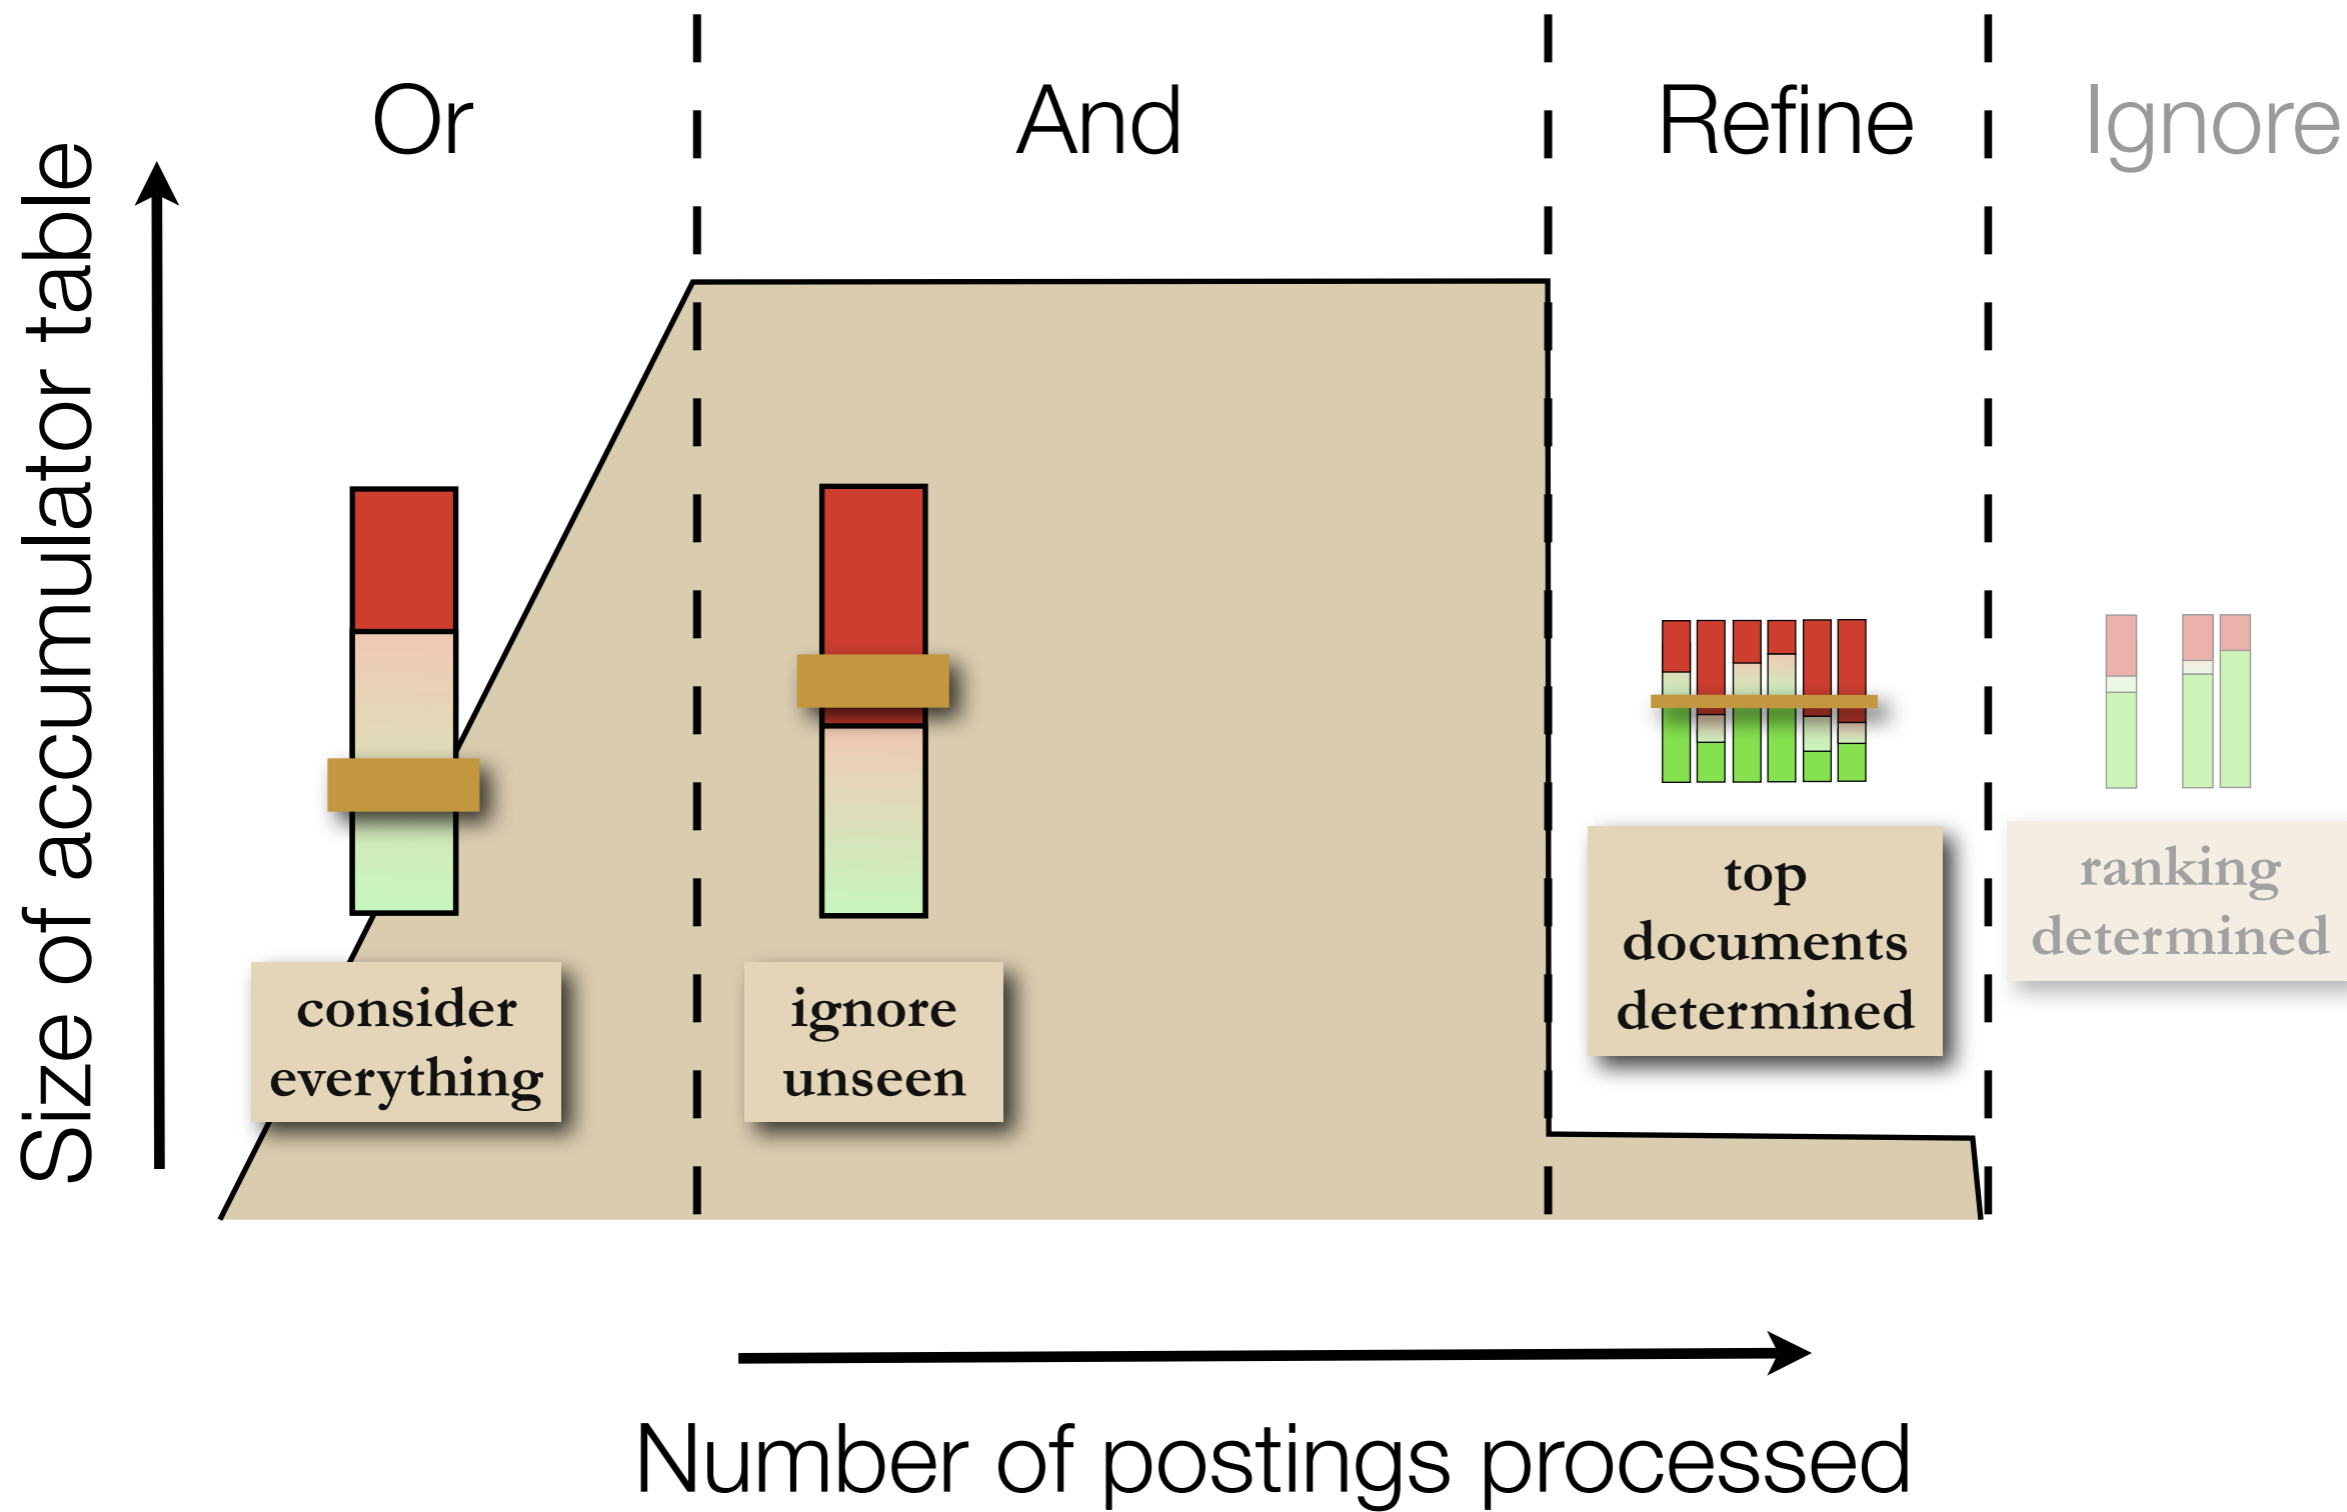 Or
And
Refine
Ignore
Size of accumulator table
consider
everything
ignore
unseen
top
documents
determined
ranking
determined
Number of postings processed